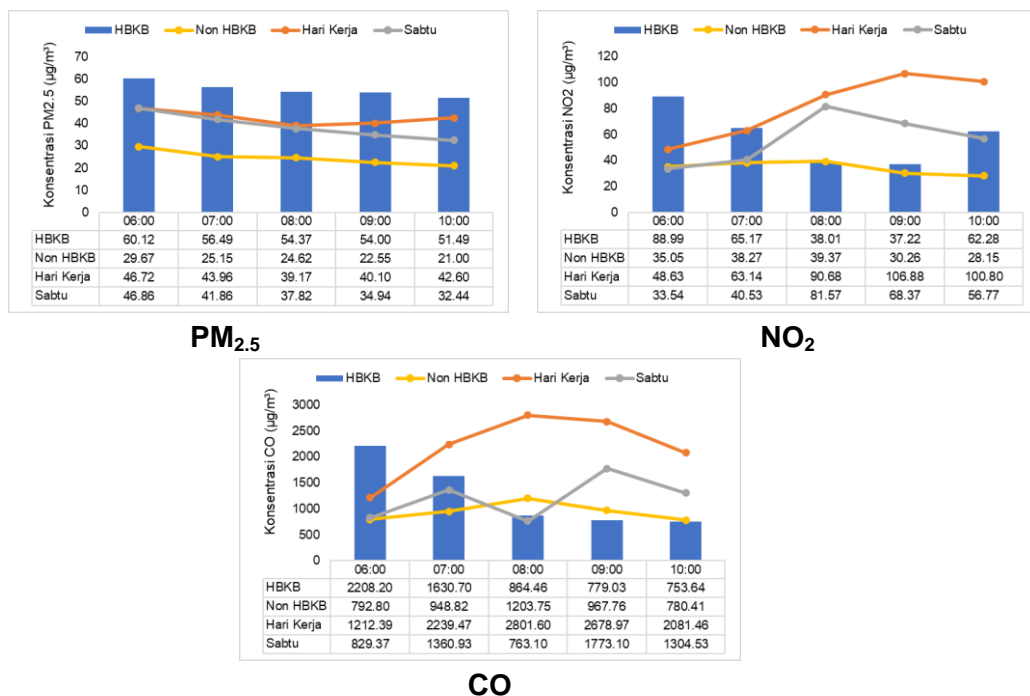 HBKB Non HBKB Hari Kerja Sabtu
Konsentrasi PM2.5 (µg/m³)
70
60
50
40
30
20
10
0
06:00 07:00 08:00 09:00 10:00
HBKB 60.12 56.49 54.37 54.00 51.49
Non HBKB 29.67 25.15 24.62 22.55 21.00
Hari Kerja 46.72 43.96 39.17 40.10 42.60
Sabtu 46.86 41.86 37.82 34.94 32.44
PM2.5
HBKB Non HBKB Hari Kerja Sabtu
Konsentrasi NO2 (µg/m³)
120
100
80
60
40
20
0
06:00 07:00 08:00 09:00 10:00
HBKB 88.99 65.17 38.01 37.22 62.28
Non HBKB 35.05 38.27 39.37 30.26 28.15
Hari Kerja 48.63 63.14 90.68 106.88 100.80
Sabtu 33.54 40.53 81.57 68.37 56.77
NO2
HBKB Non HBKB Hari Kerja Sabtu
Konsentrasi CO (µg/m³)
3000
2500
2000
1500
1000
500
0
06:00 07:00 08:00 09:00 10:00
HBKB 2208.20 1630.70 864.46 779.03 753.64
Non HBKB 792.80 948.82 1203.75 967.76 780.41
Hari Kerja 1212.39 2239.47 2801.60 2678.97 2081.46
Sabtu 829.37 1360.93 763.10 1773.10 1304.53
CO